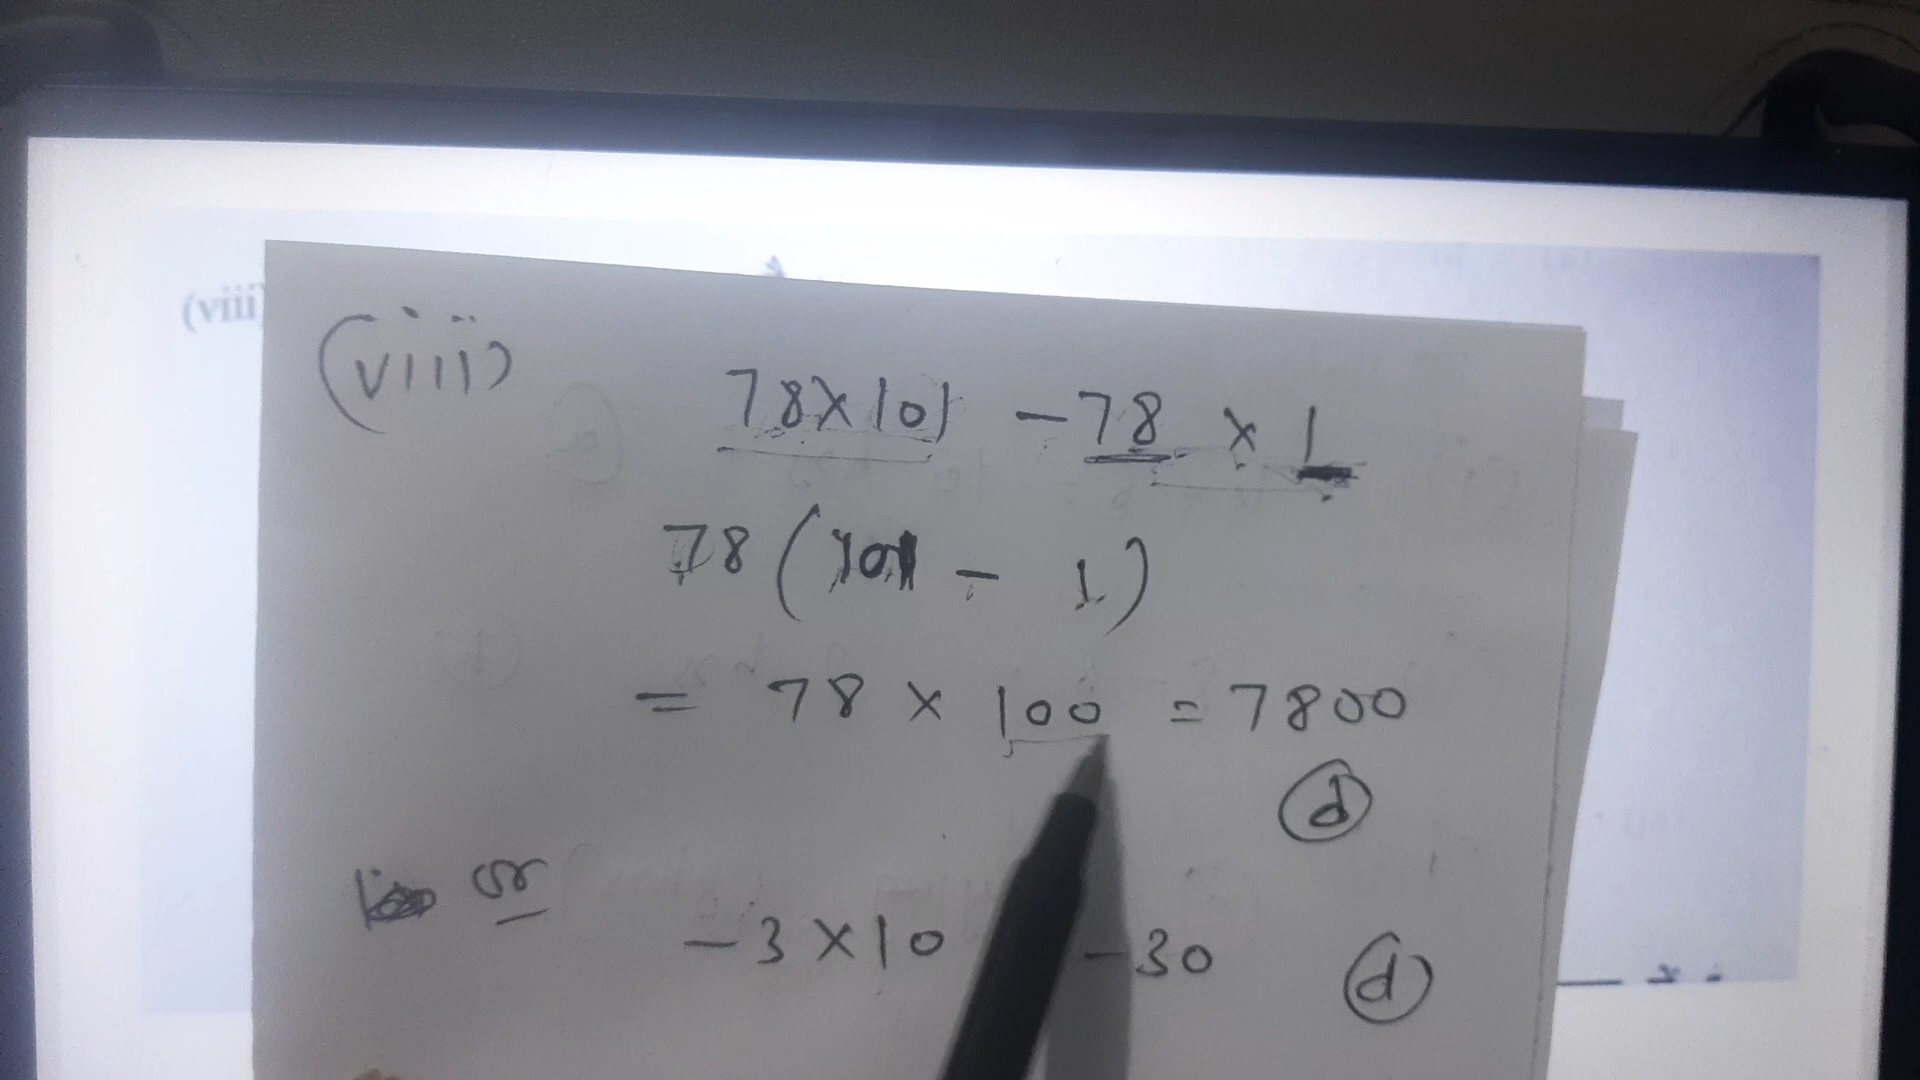 (viii)
(viii)
78×101 - 78 × 1
78 (101 - 1)
= 78 × 100 = 7800
(d)
or
-3×10 -30 (d)